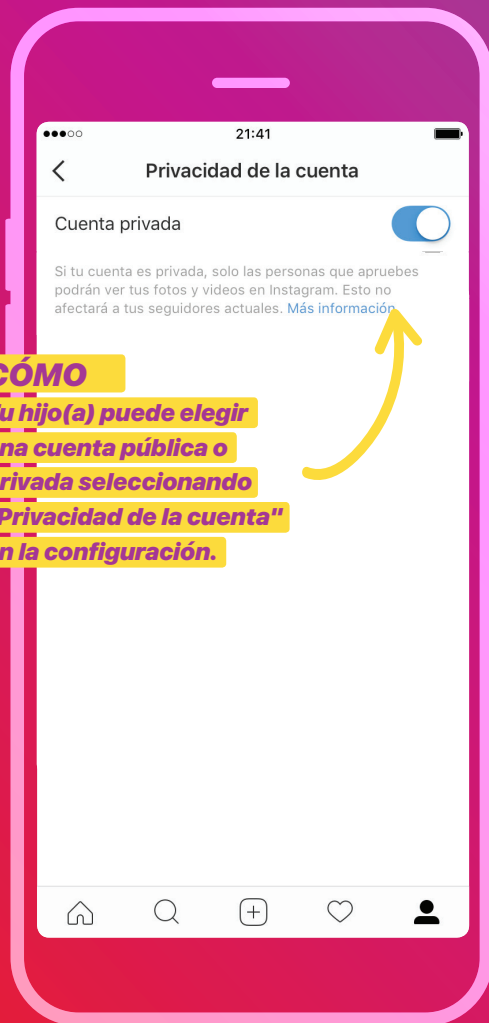 21:41
Privacidad de la cuenta
Cuenta privada
Si tu cuenta es privada, solo las personas que apruebes
podrán ver tus fotos y videos en Instagram. Esto no
afectará a tus seguidores actuales. Más información
CÓMO
u hijo(a) puede elegir
na cuenta pública o
rivada seleccionando
"Privacidad de la cuenta"
n la configuración.